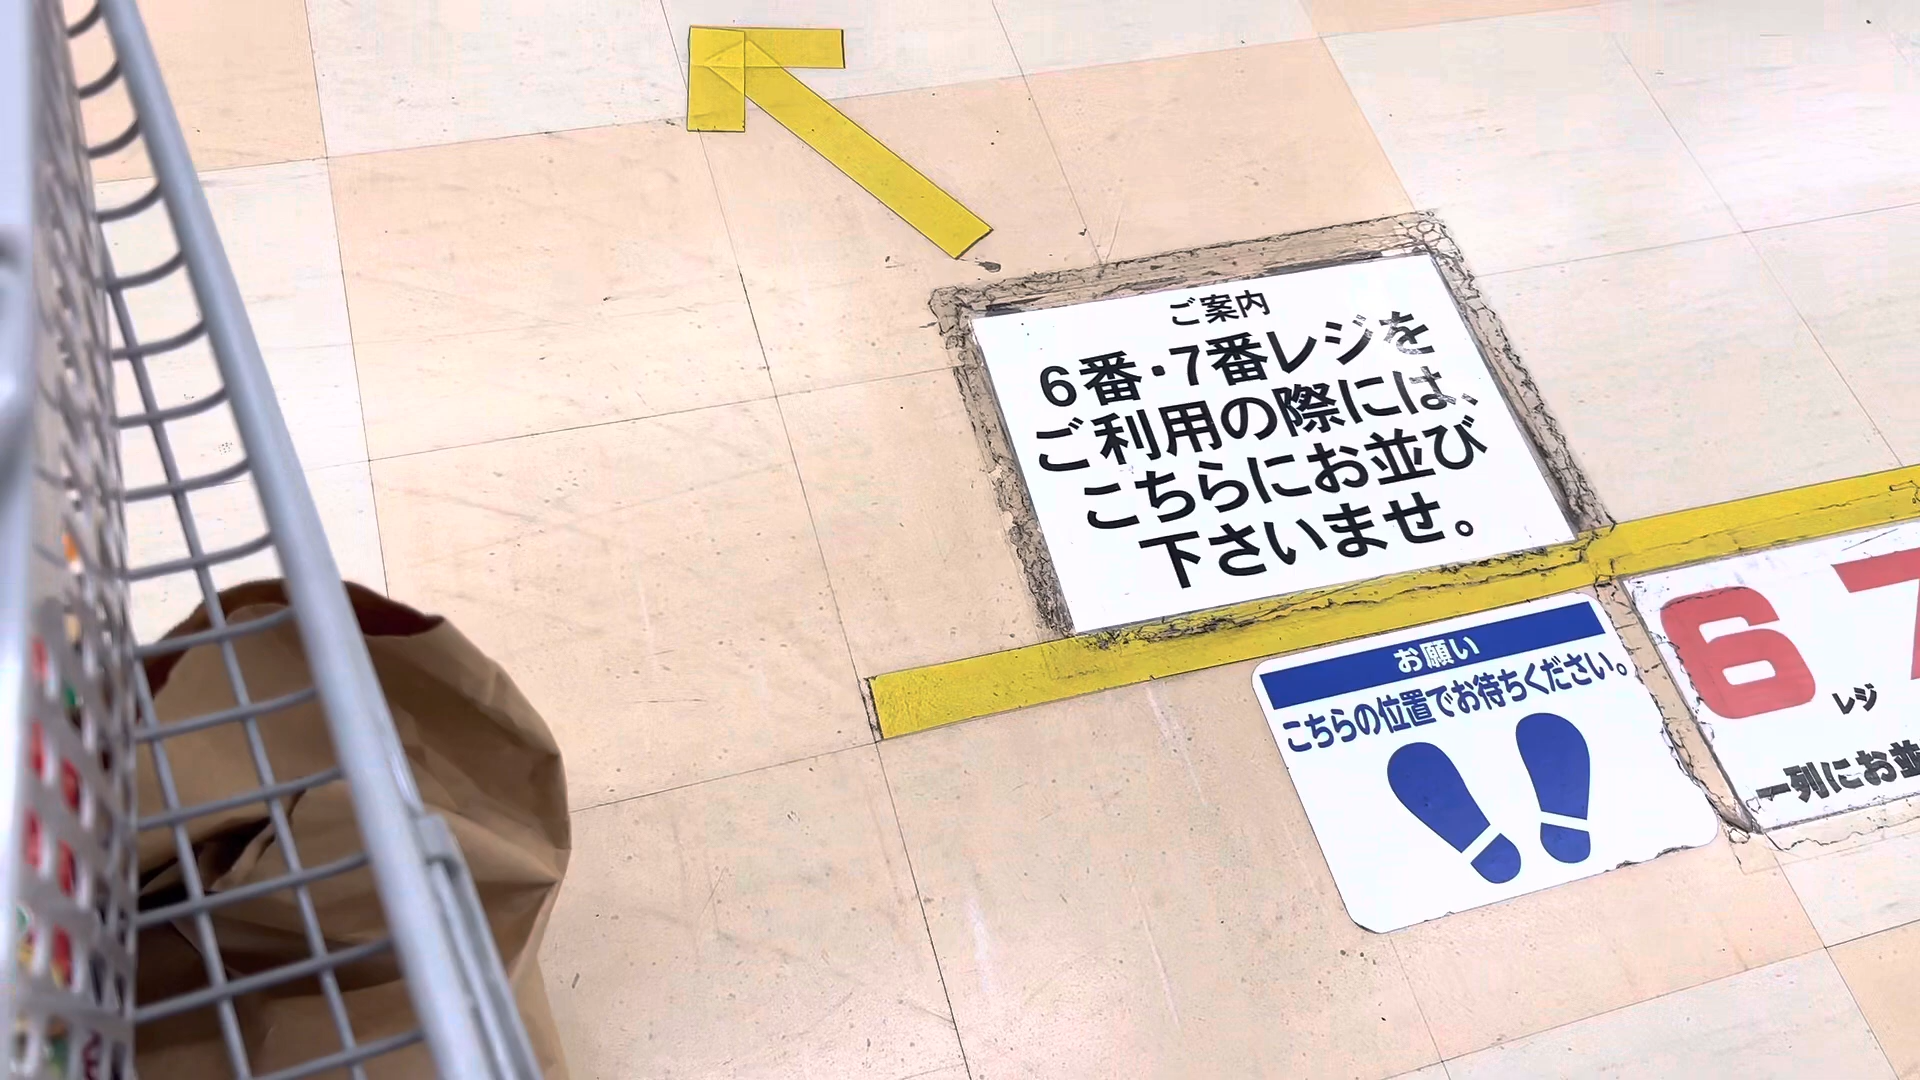 ご案内
6番・7番レジを
ご利用の際には、
こちらにお並び
下さいませ。
お願い
こちらの位置でお待ちください。
6 7
レジ
一列にお並